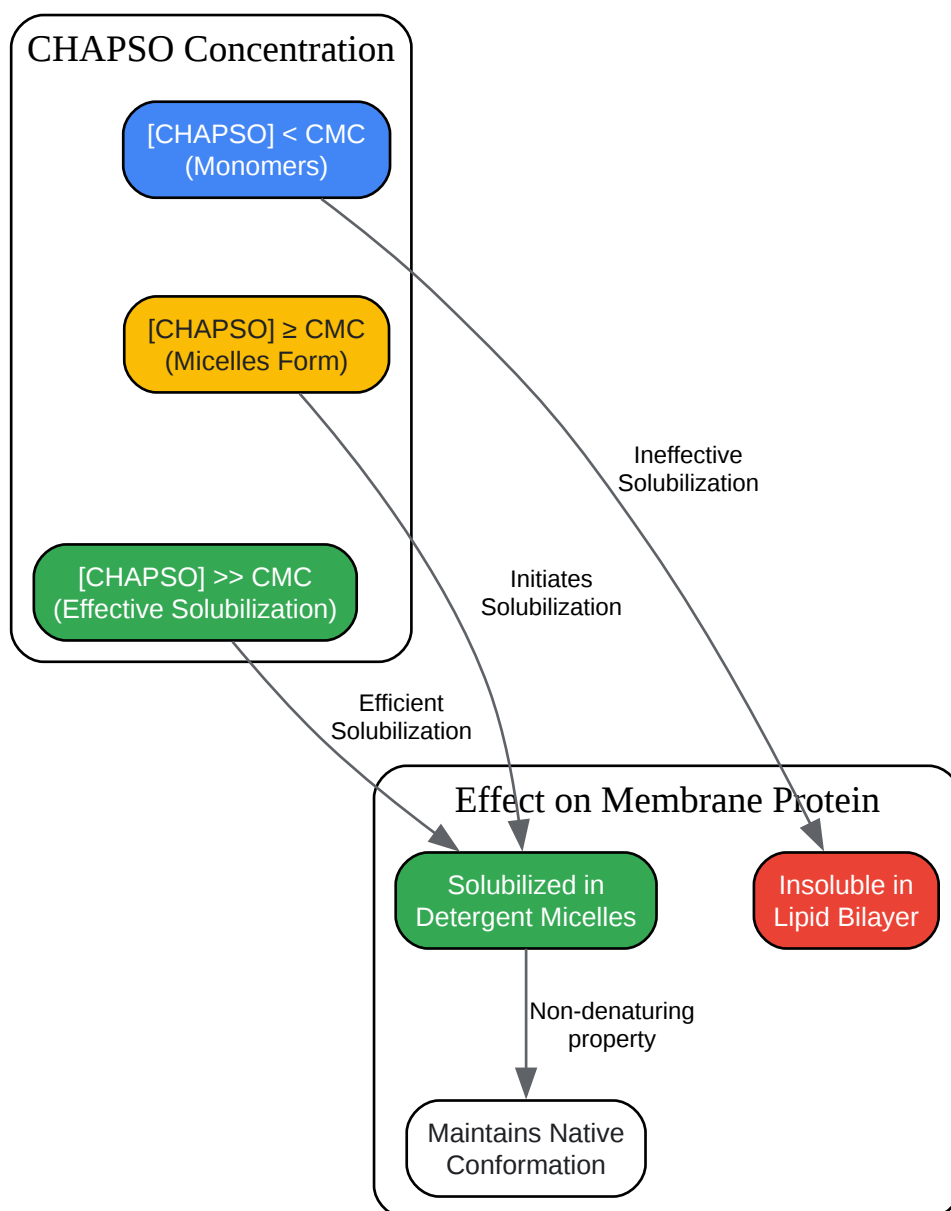 CHAPSO Concentration
[CHAPSO] < CMC
(Monomers)
[CHAPSO] ≥ CMC
(Micelles Form)
Ineffective
Solubilization
[CHAPSO] >> CMC
(Effective Solubilization)
Initiates
Solubilization
Efficient
Solubilization
Effect on Membrane Protein
Solubilized in
Detergent Micelles
Insoluble in
Lipid Bilayer
Non-denaturing
property
Maintains Native
Conformation